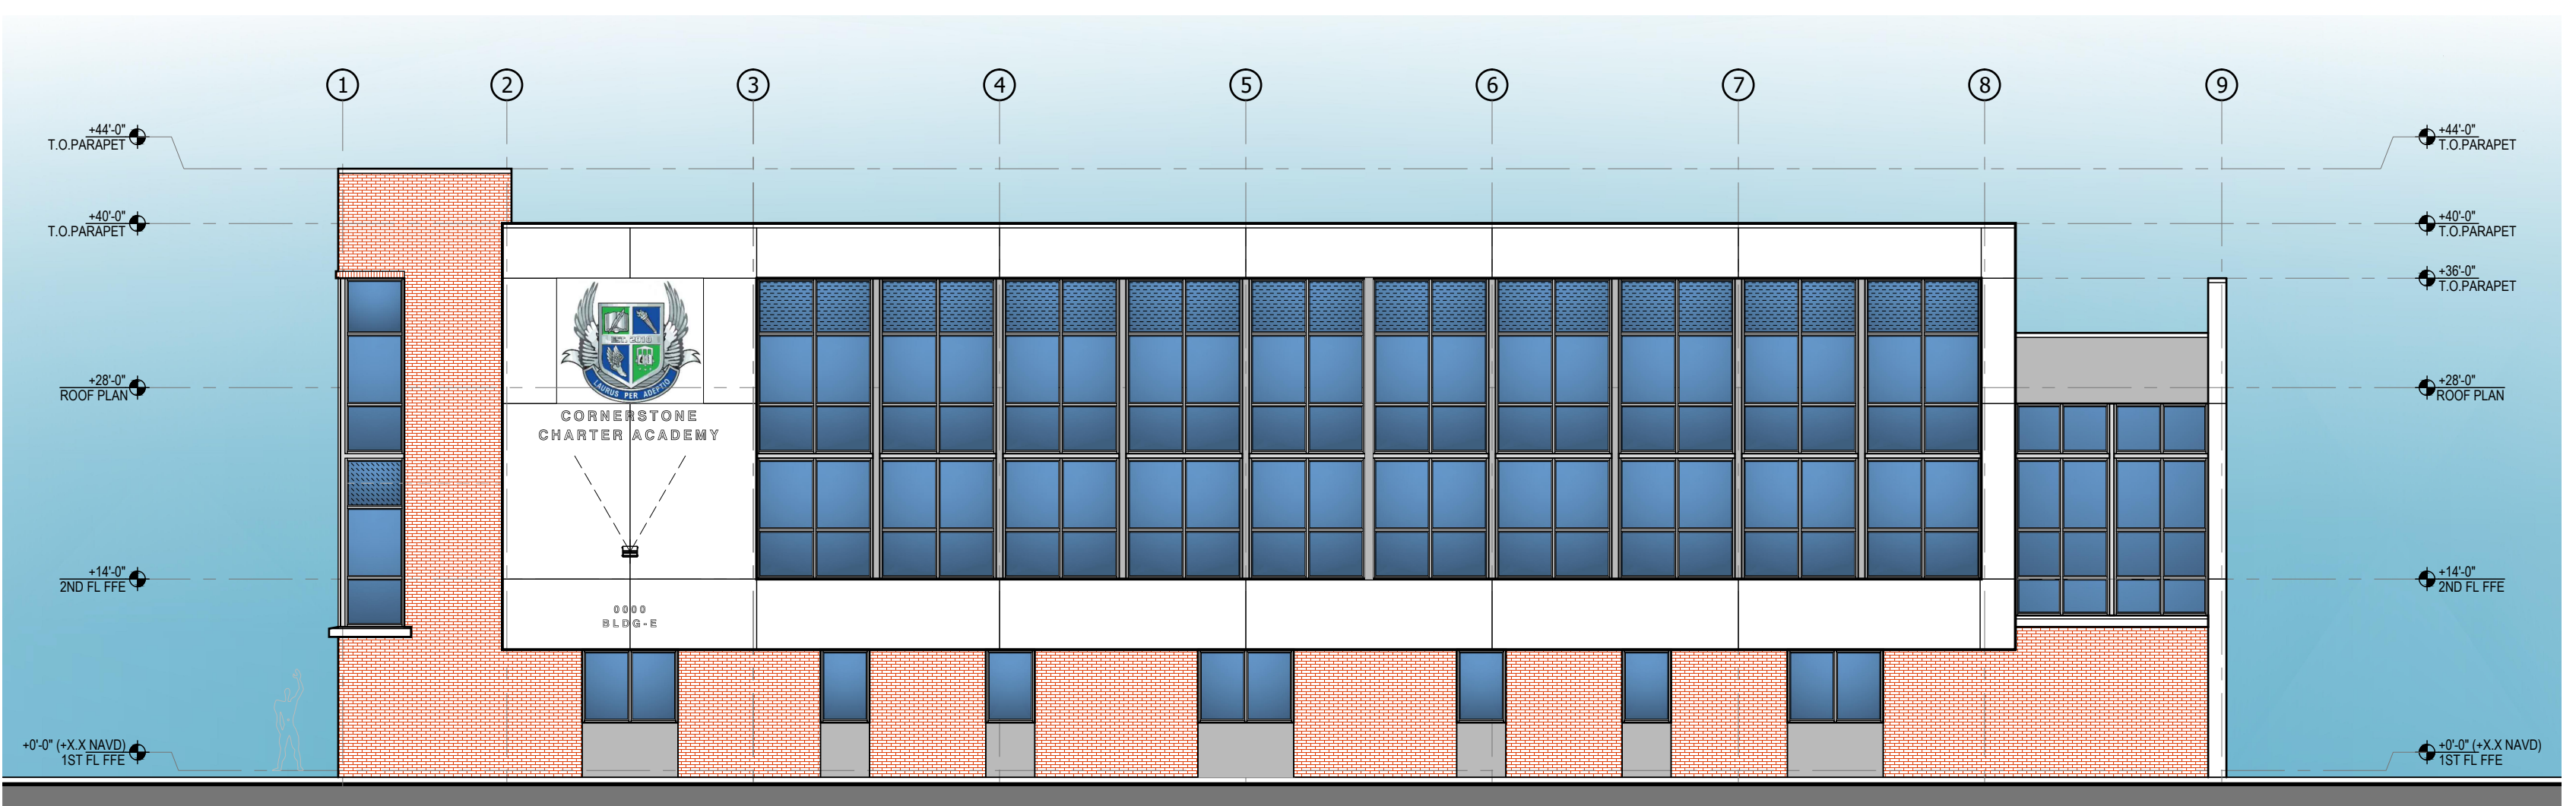 1 2 3 4 5 6 7 8 9
+44'-0"
T.O.PARAPET
+44'-0"
T.O.PARAPET
+40'-0"
T.O.PARAPET
+40'-0"
T.O.PARAPET
+36'-0"
T.O.PARAPET
EST. 2010
LAURUS PER ADEPTIO
+28'-0"
ROOF PLAN
+28'-0"
ROOF PLAN
CORNERSTONE
CHARTER ACADEMY
+14'-0"
2ND FL FFE
+14'-0"
2ND FL FFE
0000
BLDG-E
+0'-0" (+X.X NAVD)
1ST FL FFE
+0'-0" (+X.X NAVD)
1ST FL FFE